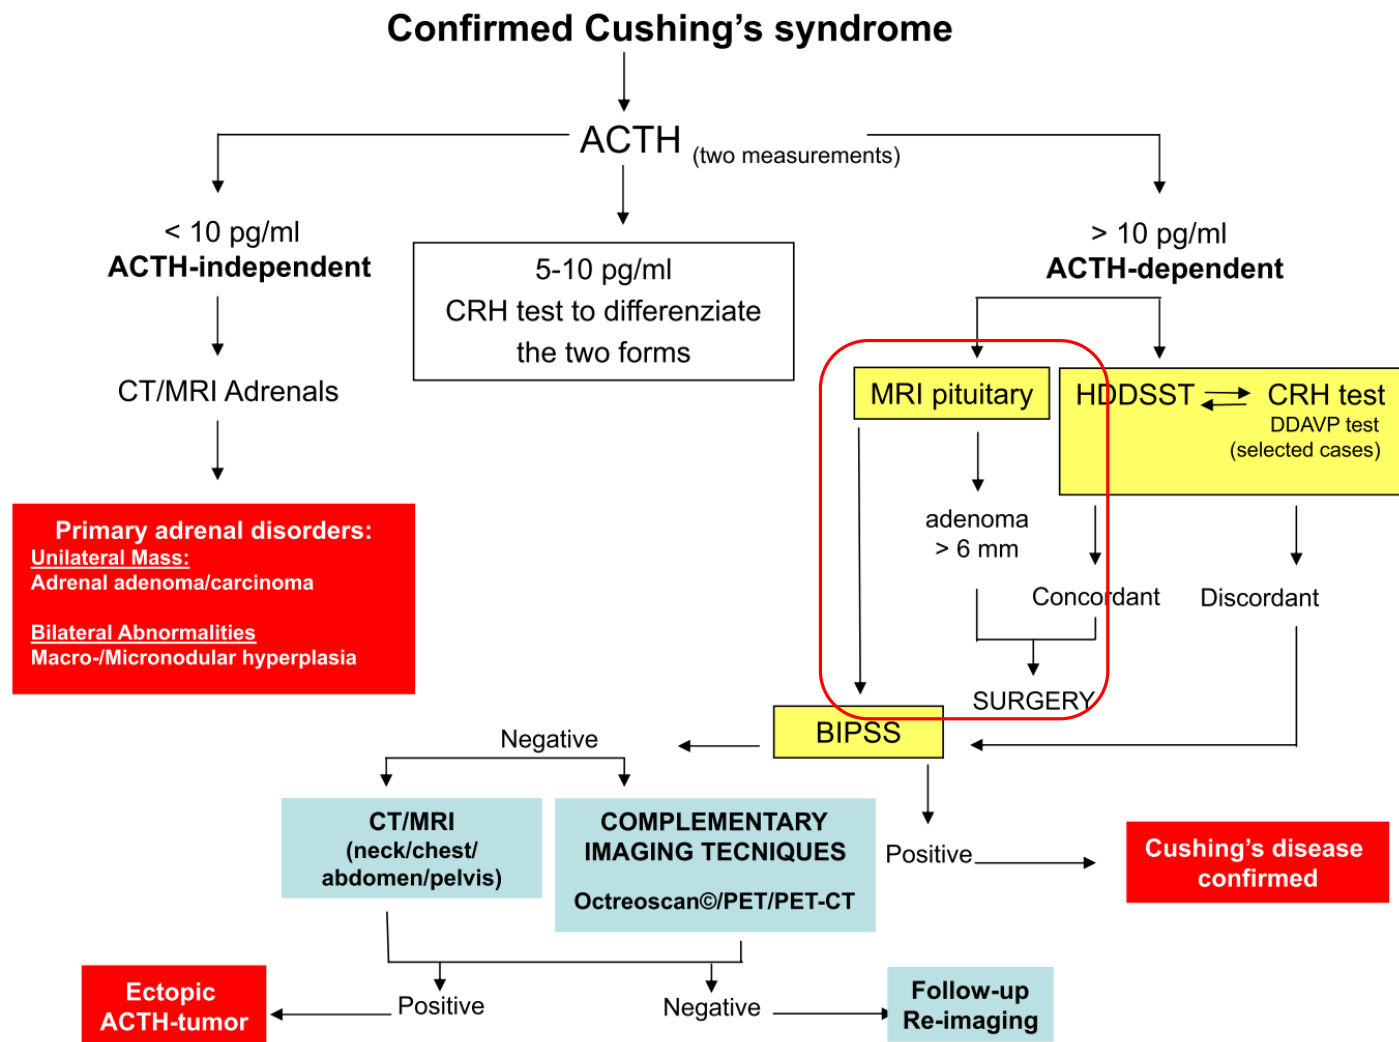 Confirmed Cushing's syndrome
ACTH (two measurements)
< 10 pg/ml
ACTH-independent
5-10 pg/ml
CRH test to differenziate
the two forms
> 10 pg/ml
ACTH-dependent
CT/MRI Adrenals
MRI pituitary
HDDSST
CRH test
DDAVP test
(selected cases)
Primary adrenal disorders:
Unilateral Mass:
Adrenal adenoma/carcinoma
Bilateral Abnormalities
Macro-/Micronodular hyperplasia
adenoma
> 6 mm
Concordant
Discordant
SURGERY
BIPSS
Negative
CT/MRI
(neck/chest/
abdomen/pelvis)
COMPLEMENTARY
IMAGING TECNIQUES
Octreoscan©/PET/PET-CT
Positive
Cushing's disease
confirmed
Ectopic
ACTH-tumor
Positive
Negative
Follow-up
Re-imaging